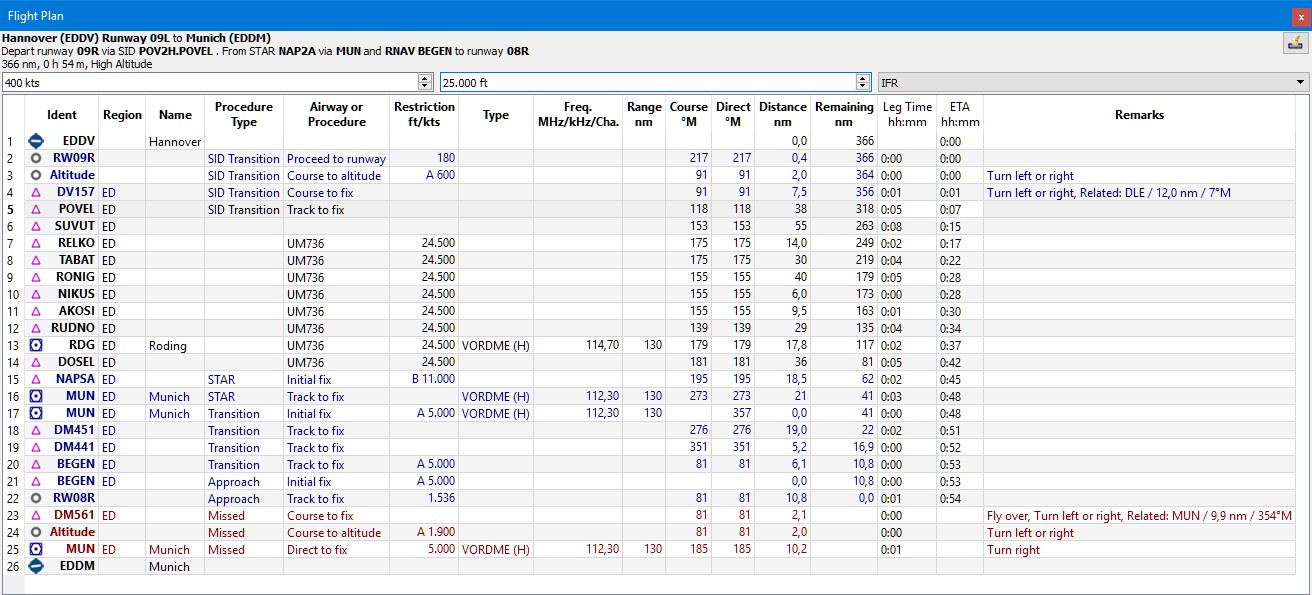 Flight Plan x
Hannover (EDDV) Runway 09L to Munich (EDDM)
Depart runway 09R via SID POV2H.POVEL . From STAR NAP2A via MUN and RNAV BEGEN to runway 08R
366 nm, 0 h 54 m, High Altitude
400 kts 25.000 ft IFR
Ident Region Name Procedure Type Airway or Procedure Restriction ft/kts Type Freq. MHz/kHz/Cha. Range nm Course °M Direct °M Distance nm Remaining nm Leg Time hh:mm ETA hh:mm Remarks
1 EDDV Hannover 0,0 366 0:00
2 RW09R SID Transition Proceed to runway 180 217 217 0,4 366 0:00 0:00
3 Altitude SID Transition Course to altitude A 600 91 91 2,0 364 0:00 0:00 Turn left or right
4 DV157 ED SID Transition Course to fix 91 91 7,5 356 0:01 0:01 Turn left or right, Related: DLE / 12,0 nm / 7°M
5 POVEL ED SID Transition Track to fix 118 118 38 318 0:05 0:07
6 SUVUT ED 153 153 55 263 0:08 0:15
7 RELKO ED UM736 24.500 175 175 14,0 249 0:02 0:17
8 TABAT ED UM736 24.500 175 175 30 219 0:04 0:22
9 RONIG ED UM736 24.500 155 155 40 179 0:05 0:28
10 NIKUS ED UM736 24.500 155 155 6,0 173 0:00 0:28
11 AKOSI ED UM736 24.500 155 155 9,5 163 0:01 0:30
12 RUDNO ED UM736 24.500 139 139 29 135 0:04 0:34
13 RDG ED Roding UM736 24.500 VORDME (H) 114,70 130 179 179 17,8 117 0:02 0:37
14 DOSEL ED UM736 24.500 181 181 36 81 0:05 0:42
15 NAPSA ED STAR Initial fix B 11.000 195 195 18,5 62 0:02 0:45
16 MUN ED Munich STAR Track to fix VORDME (H) 112,30 130 273 273 21 41 0:03 0:48
17 MUN ED Munich Transition Initial fix A 5.000 VORDME (H) 112,30 130 357 0,0 41 0:00 0:48
18 DM451 ED Transition Track to fix 276 276 19,0 22 0:02 0:51
19 DM441 ED Transition Track to fix 351 351 5,2 16,9 0:00 0:52
20 BEGEN ED Transition Track to fix A 5.000 81 81 6,1 10,8 0:00 0:53
21 BEGEN ED Approach Initial fix A 5.000 0,0 10,8 0:00 0:53
22 RW08R Approach Track to fix 1.536 81 81 10,8 0,0 0:01 0:54
23 DM561 ED Missed Course to fix 81 81 2,1 0:00 Fly over, Turn left or right, Related: MUN / 9,9 nm / 354°M
24 Altitude Missed Course to altitude A 1.900 81 81 2,0 0:00 Turn left or right
25 MUN ED Munich Missed Direct to fix 5.000 VORDME (H) 112,30 130 185 185 10,2 0:01 Turn right
26 EDDM Munich